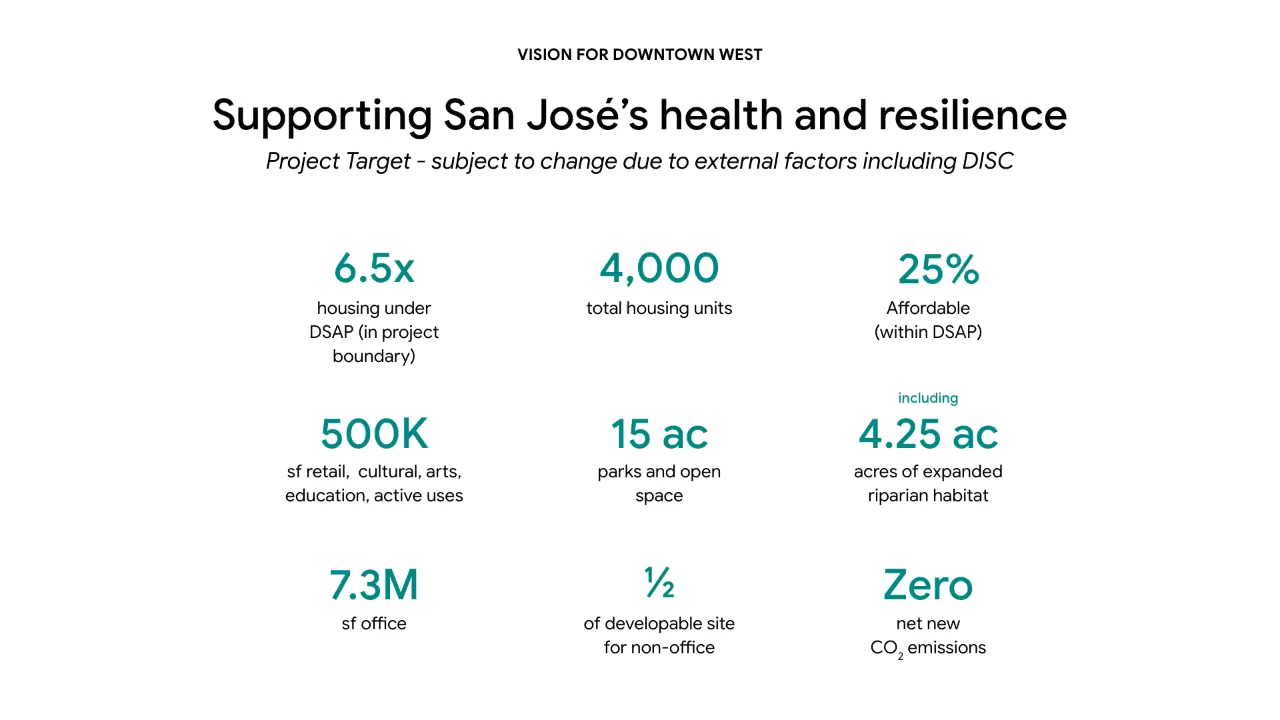 VISION FOR DOWNTOWN WEST
Supporting San José’s health and resilience
Project Target - subject to change due to external factors including DISC
6.5x
housing under
DSAP (in project
boundary)
4,000
total housing units
25%
Affordable
(within DSAP)
500K
sf retail,  cultural, arts,
education, active uses
15 ac
parks and open
space
including
4.25 ac
acres of expanded
riparian habitat
7.3M
sf office
½
of developable site
for non-office
Zero
net new
CO₂ emissions